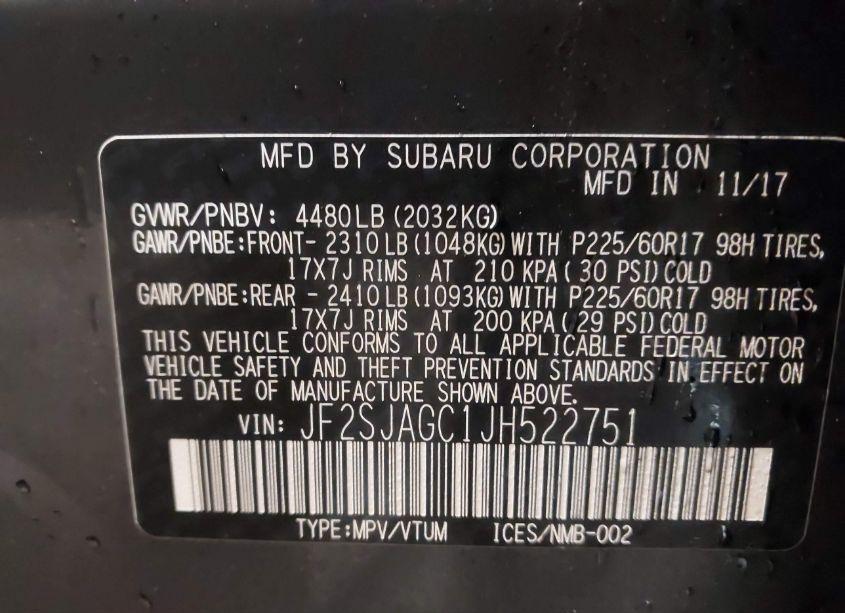 MFD BY SUBARU CORPORATION
MFD IN 11/17
GVWR/PNBV: 4480LB(2032KG)
GAWR/PNBE:FRONT- 2310LB(1048KG)WITH P225/60R17 98H TIRES,
17X7J RIMS AT 210 KPA( 30 PSI)COLD
GAWR/PNBE:REAR - 2410LB(1093KG)WITH P225/60R17 98H TIRES,
17X7J RIMS AT 200 KPA(29 PSI)COLD
THIS VEHICLE CONFORMS TO ALL APPLICABLE FEDERAL MOTOR
VEHICLE SAFETY AND THEFT PREVENTION STANDARDS IN EFFECT ON
THE DATE OF MANUFACTURE SHOWN ABOVE.
VIN: JF2SJAGC1JH522751
TYPE:MPV/VTUM ICES/NMB-002